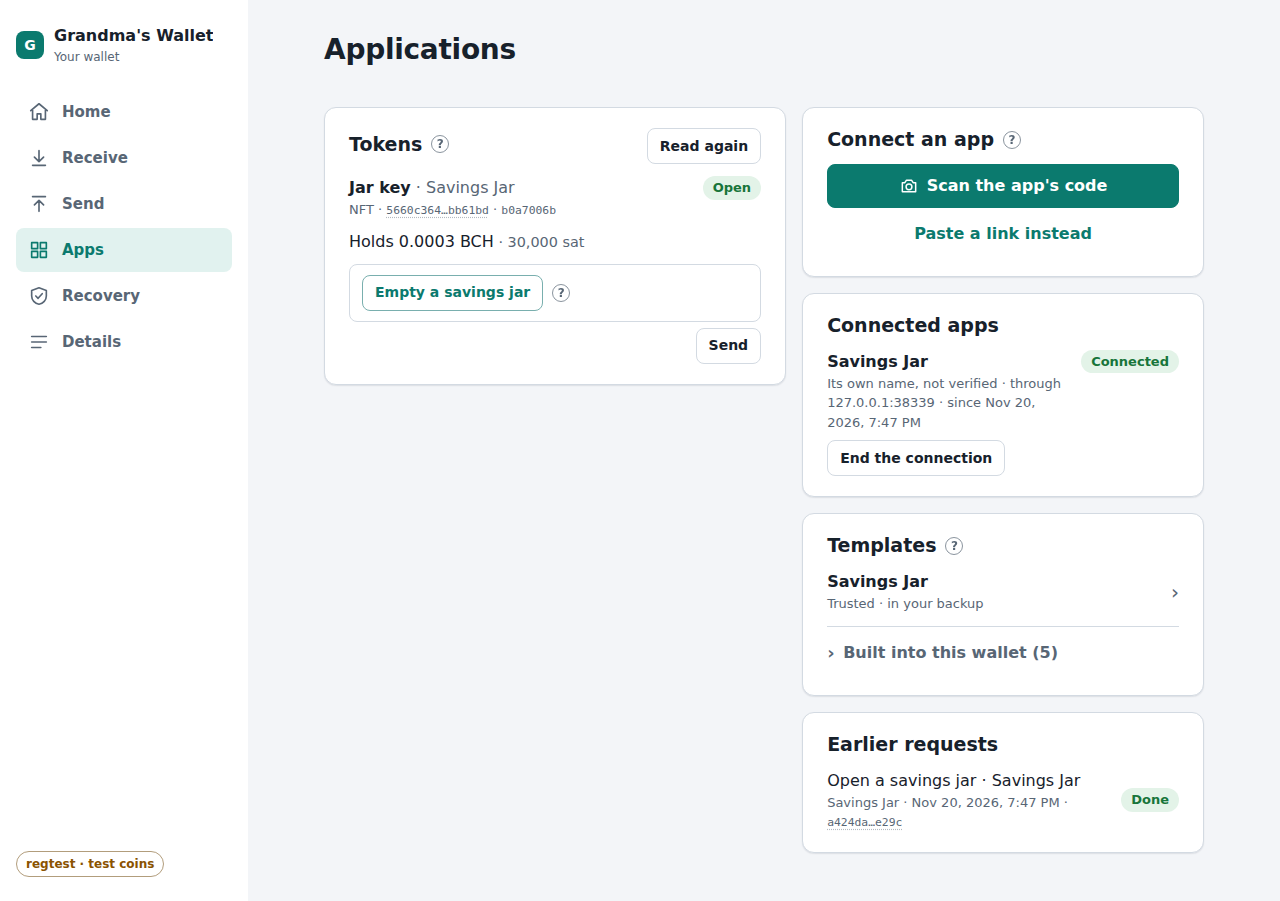 G
Grandma's Wallet
Your wallet
Home
Receive
Send
Apps
Recovery
Details
regtest · test coins
Applications
Tokens ?
Read again
Jar key · Savings Jar
Open
NFT · 5660c364…bb61bd · b0a7006b
Holds 0.0003 BCH · 30,000 sat
Empty a savings jar ?
Send
Connect an app ?
Scan the app's code
Paste a link instead
Connected apps
Savings Jar
Connected
Its own name, not verified · through
127.0.0.1:38339 · since Nov 20,
2026, 7:47 PM
End the connection
Templates ?
Savings Jar
Trusted · in your backup
›
› Built into this wallet (5)
Earlier requests
Open a savings jar · Savings Jar
Savings Jar · Nov 20, 2026, 7:47 PM ·
a424da…e29c
Done